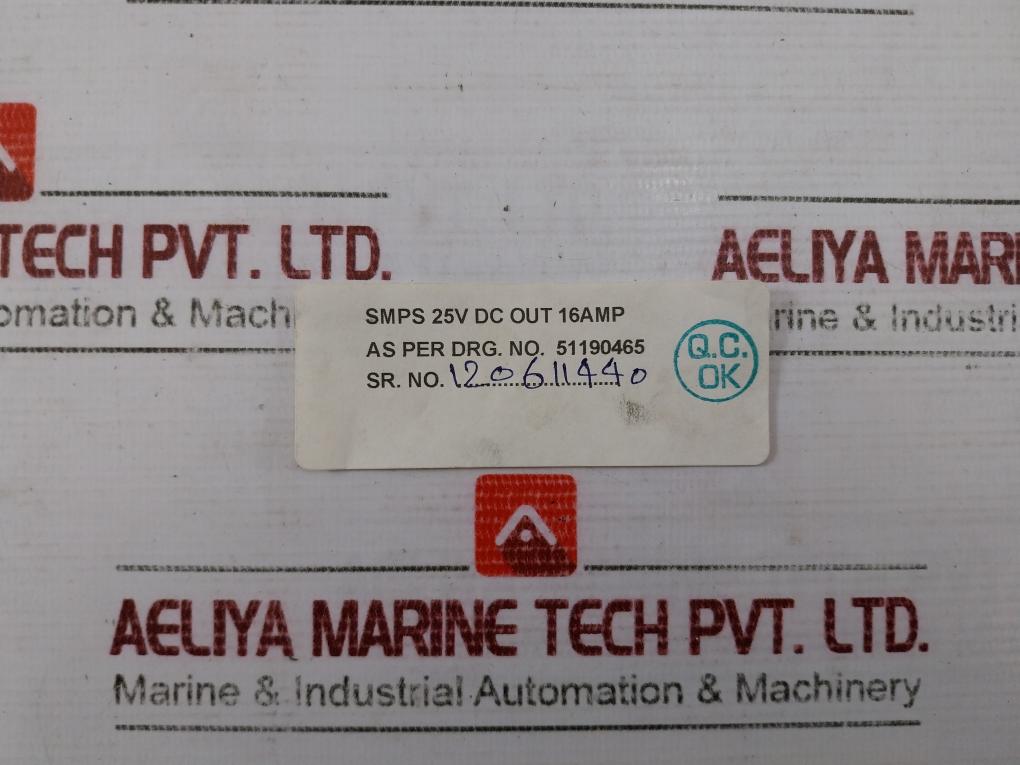 TECH PVT. LTD.
AELIYA MARI
omation & Mach
rine & Industri
SMPS 25V DC OUT 16AMP
AS PER DRG. NO. 51190465
SR. NO. 120611440
Q.C.
OK
AELIYA MARINE TECH PVT. LTD.
Marine & Industrial Automation & Machinery